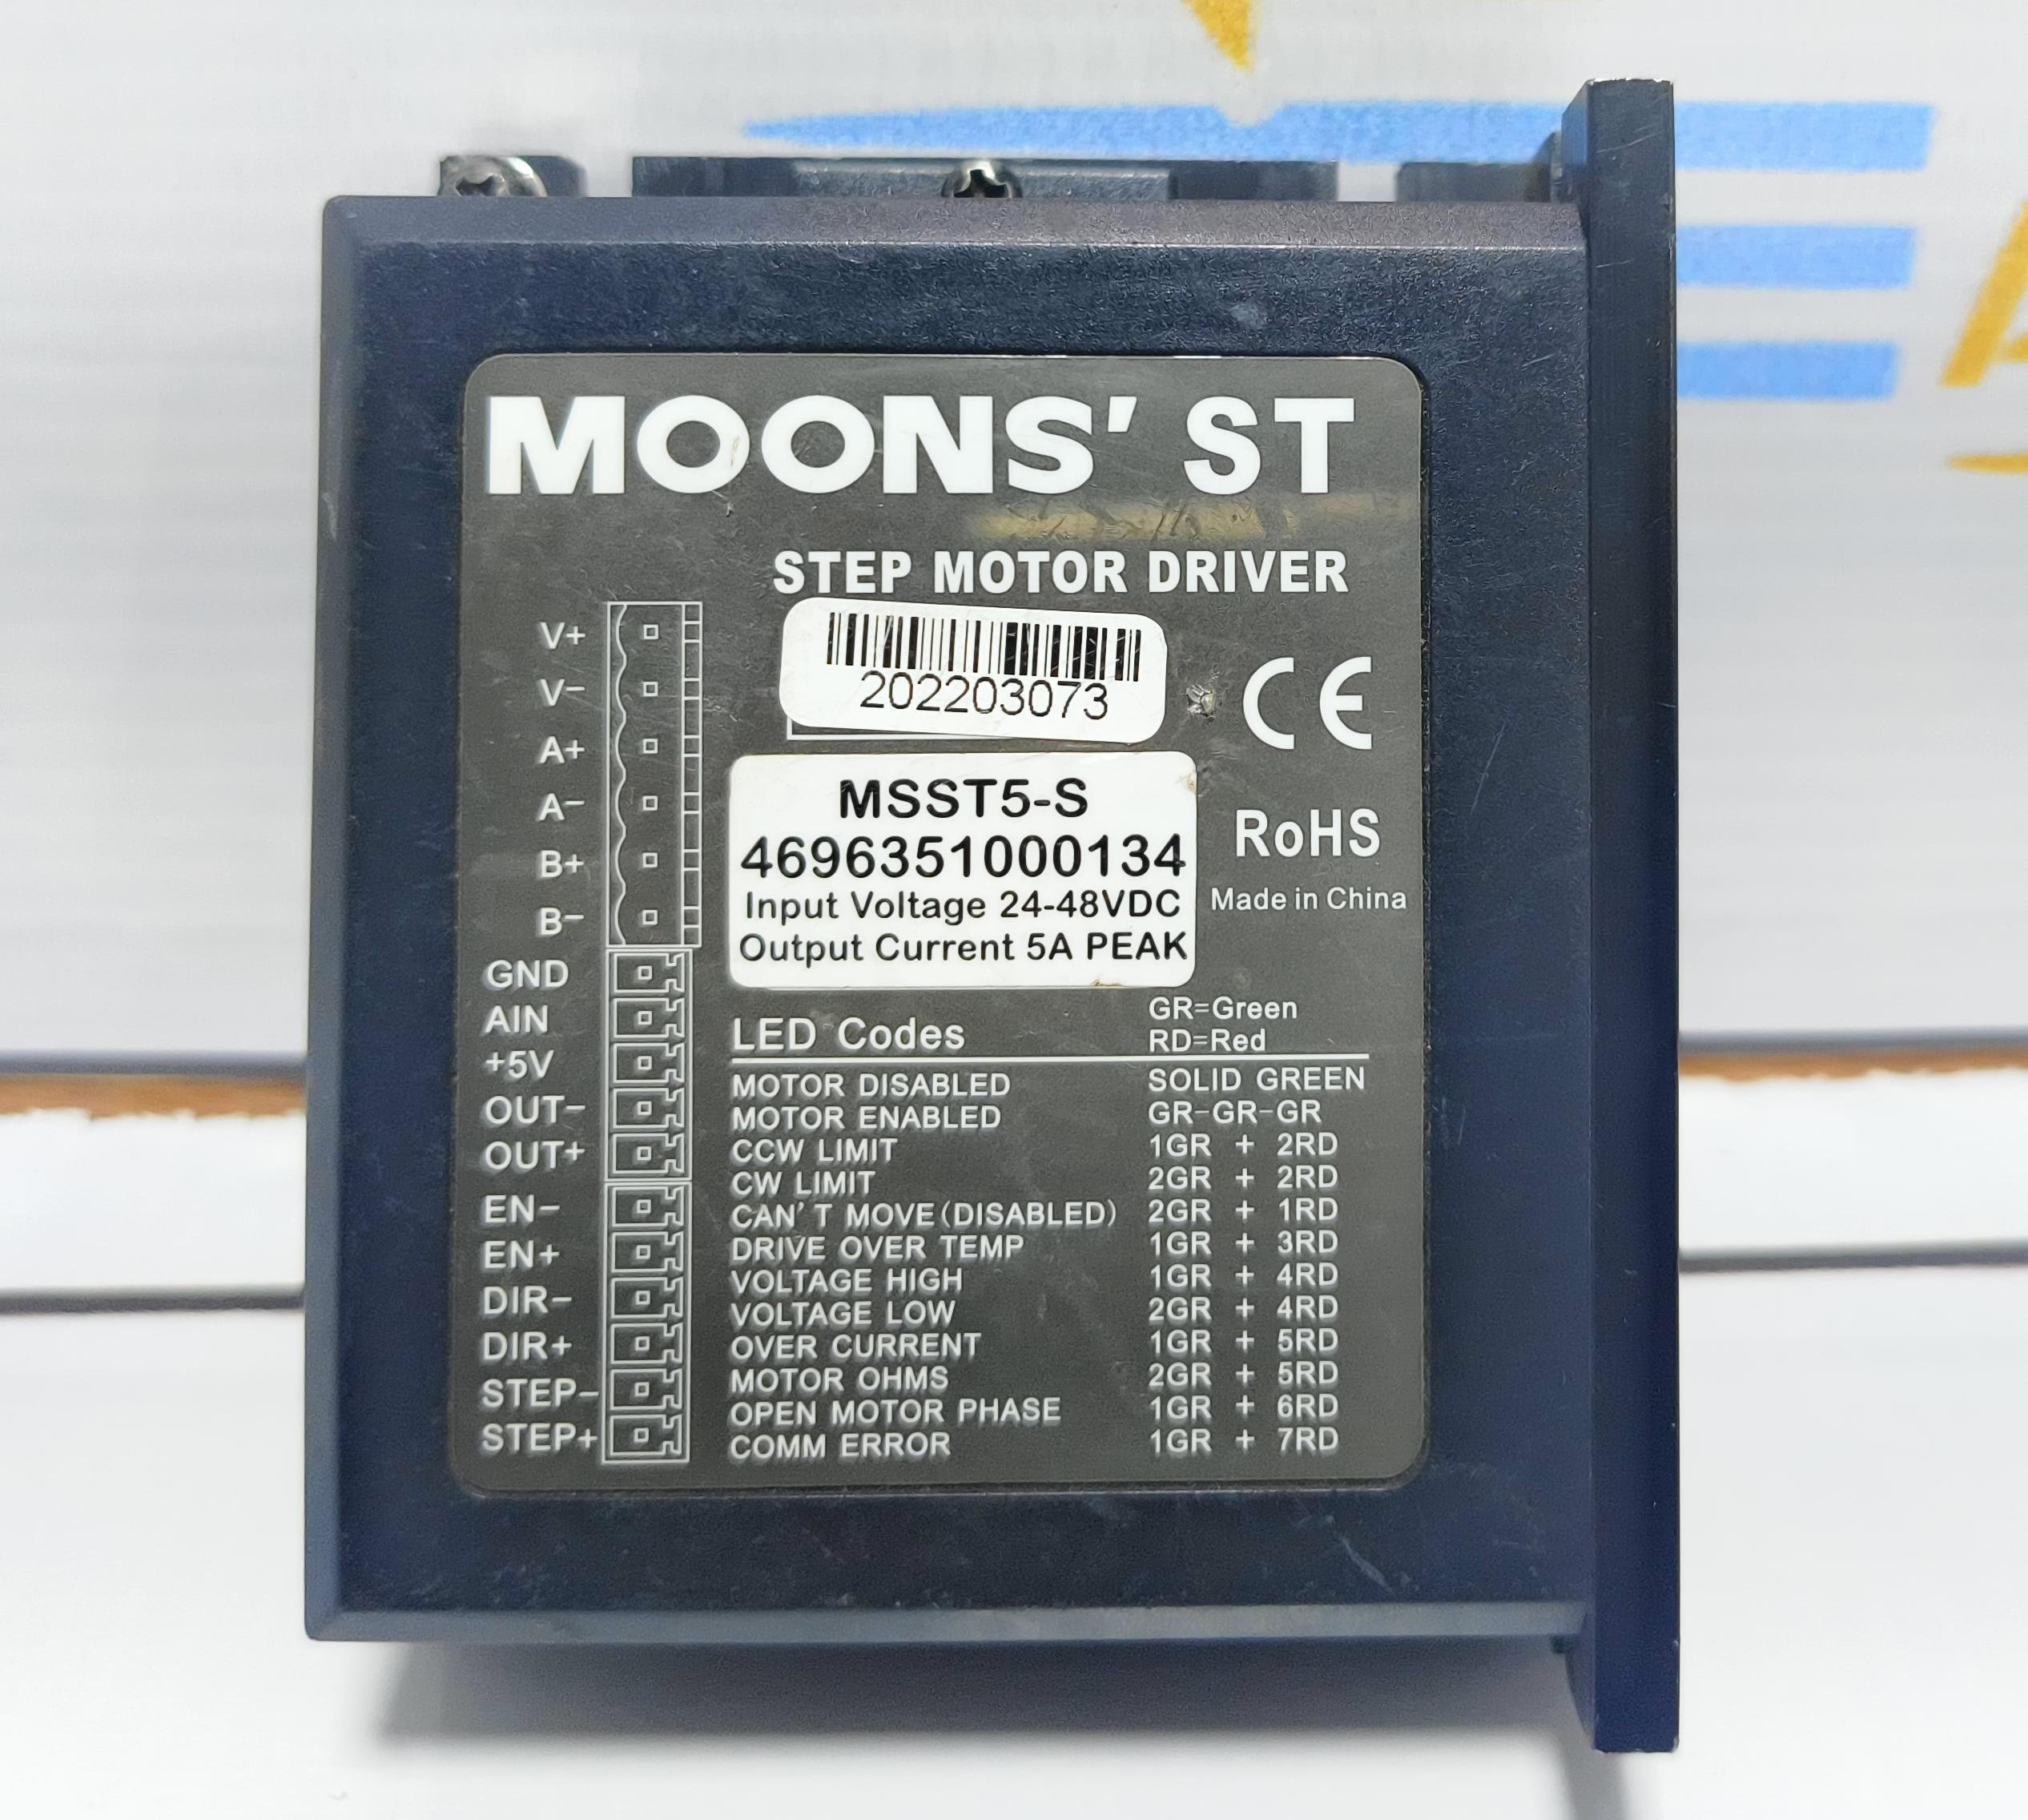 MOONS' ST
STEP MOTOR DRIVER
202203073
CE
MSST5-S
4696351000134
Input Voltage 24-48VDC
Output Current 5A PEAK
RoHS
Made in China
V+
V-
A+
A-
B+
B-
GND
AIN
+5V
OUT-
OUT+
EN-
EN+
DIR-
DIR+
STEP-
STEP+
GR=Green
RD=Red
LED Codes
MOTOR DISABLED SOLID GREEN
MOTOR ENABLED GR-GR-GR
CCW LIMIT 1GR + 2RD
CW LIMIT 2GR + 2RD
CAN'T MOVE(DISABLED) 2GR + 1RD
DRIVE OVER TEMP 1GR + 3RD
VOLTAGE HIGH 1GR + 4RD
VOLTAGE LOW 2GR + 4RD
OVER CURRENT 1GR + 5RD
MOTOR OHMS 2GR + 5RD
OPEN MOTOR PHASE 1GR + 6RD
COMM ERROR 1GR + 7RD